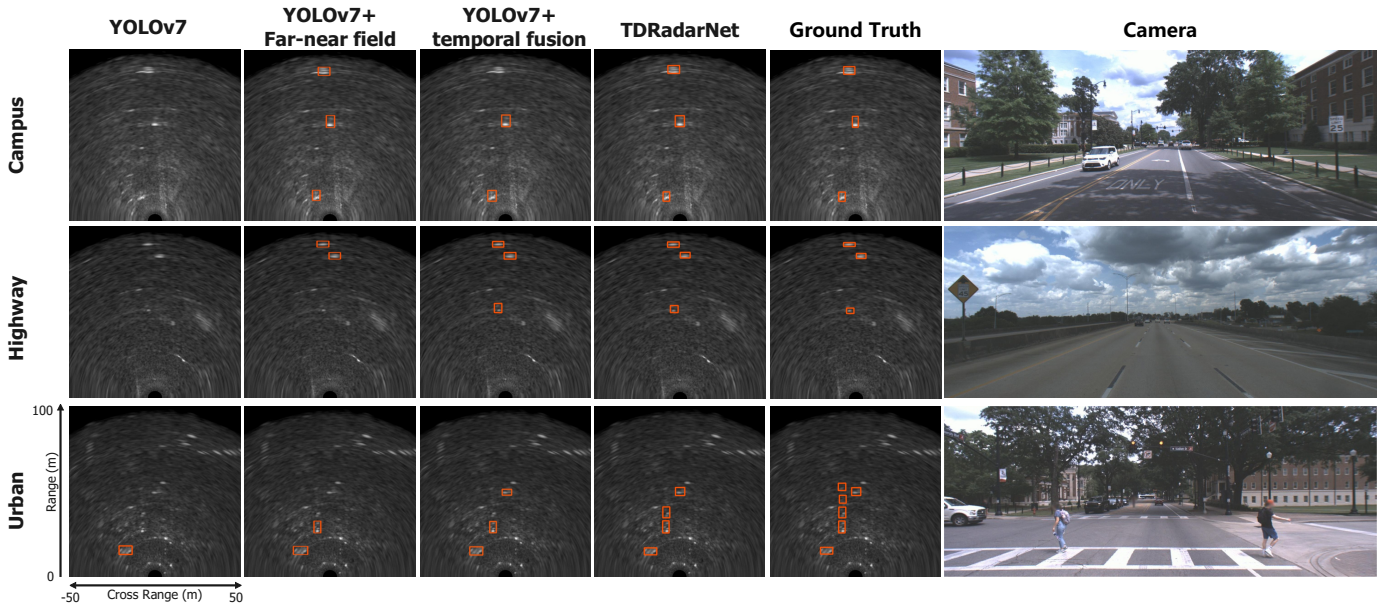 YOLOv7
YOLOv7+
Far-near field
YOLOv7+
temporal fusion
TDRadarNet
Ground Truth
Camera
Campus
Highway
Urban
100
Range (m)
0
-50
Cross Range (m)
50
25
ONLY